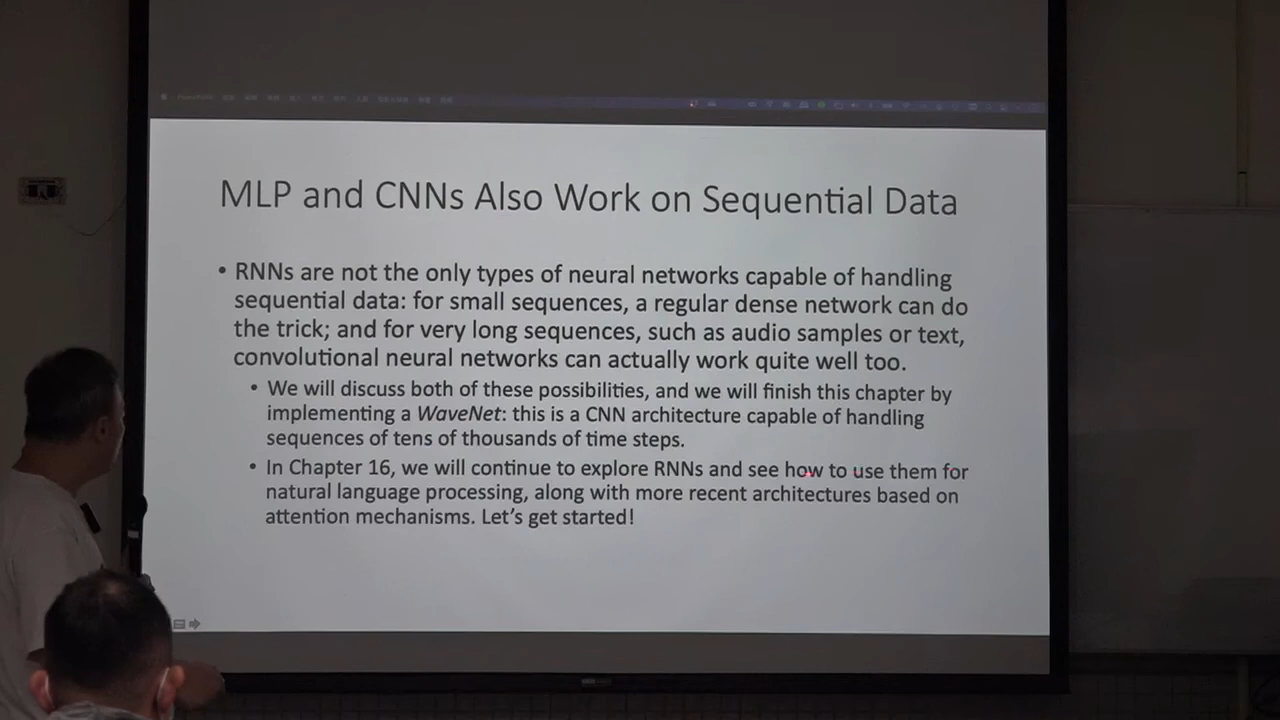 MLP and CNNs Also Work on Sequential Data
• RNNs are not the only types of neural networks capable of handling
sequential data: for small sequences, a regular dense network can do
the trick; and for very long sequences, such as audio samples or text,
convolutional neural networks can actually work quite well too.
• We will discuss both of these possibilities, and we will finish this chapter by
implementing a WaveNet: this is a CNN architecture capable of handling
sequences of tens of thousands of time steps.
• In Chapter 16, we will continue to explore RNNs and see how to use them for
natural language processing, along with more recent architectures based on
attention mechanisms. Let's get started!